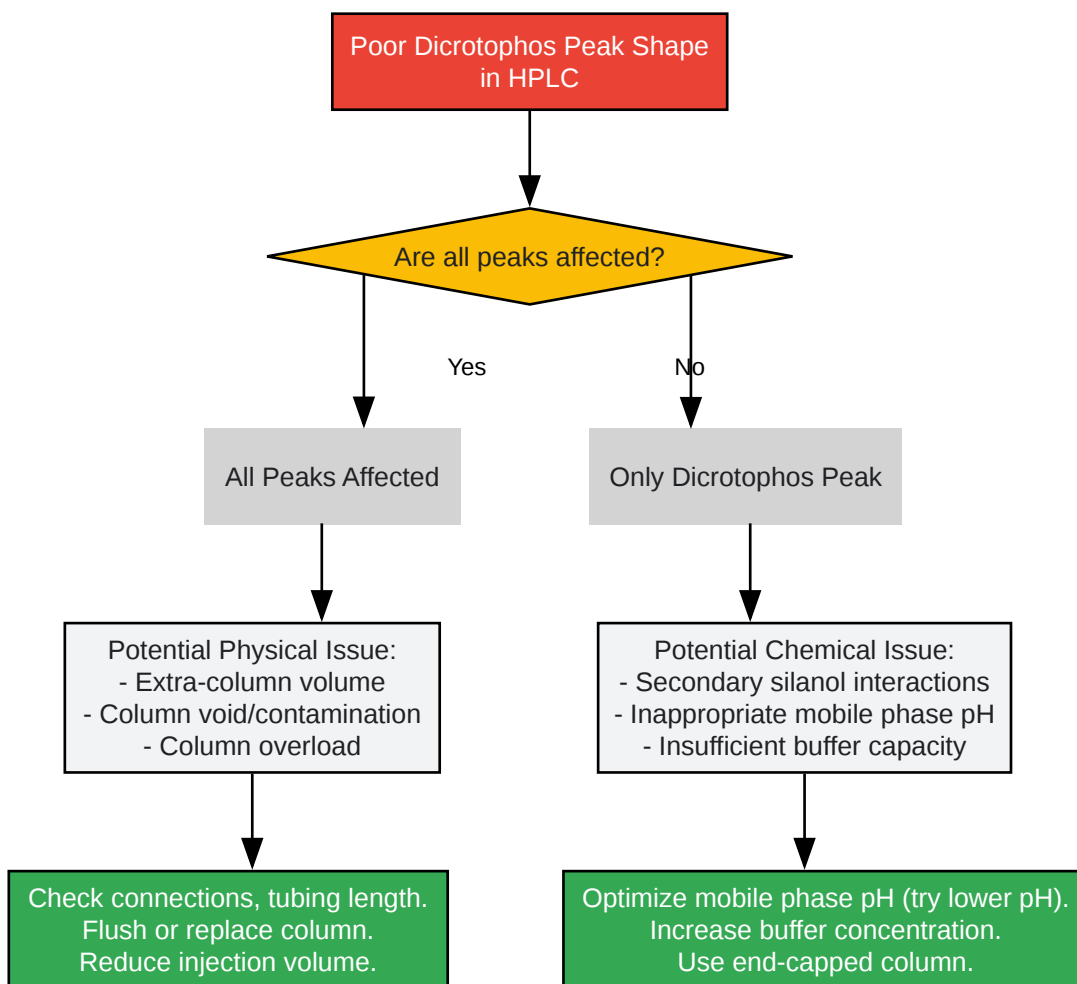 Poor Dicrotophos Peak Shape
in HPLC
Are all peaks affected?
Yes
No
All Peaks Affected
Only Dicrotophos Peak
Potential Physical Issue:
- Extra-column volume
- Column void/contamination
- Column overload
Potential Chemical Issue:
- Secondary silanol interactions
- Inappropriate mobile phase pH
- Insufficient buffer capacity
Check connections, tubing length.
Flush or replace column.
Reduce injection volume.
Optimize mobile phase pH (try lower pH).
Increase buffer concentration.
Use end-capped column.